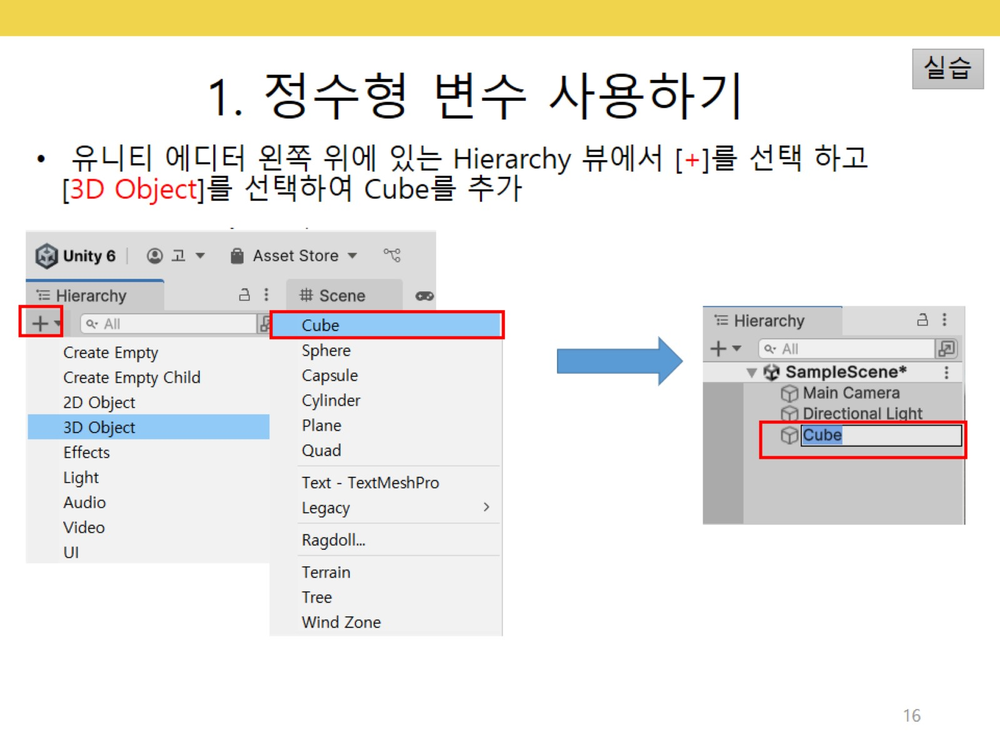 실습
1. 정수형 변수 사용하기
• 유니티 에디터 왼쪽 위에 있는 Hierarchy 뷰에서 [+]를 선택 하고
[3D Object]를 선택하여 Cube를 추가
Unity 6
고
Asset Store
Hierarchy
Scene
All
Create Empty
Create Empty Child
2D Object
3D Object
Effects
Light
Audio
Video
UI
Cube
Sphere
Capsule
Cylinder
Plane
Quad
Text - TextMeshPro
Legacy
Ragdoll...
Terrain
Tree
Wind Zone
Hierarchy
All
SampleScene*
Main Camera
Directional Light
Cube
16